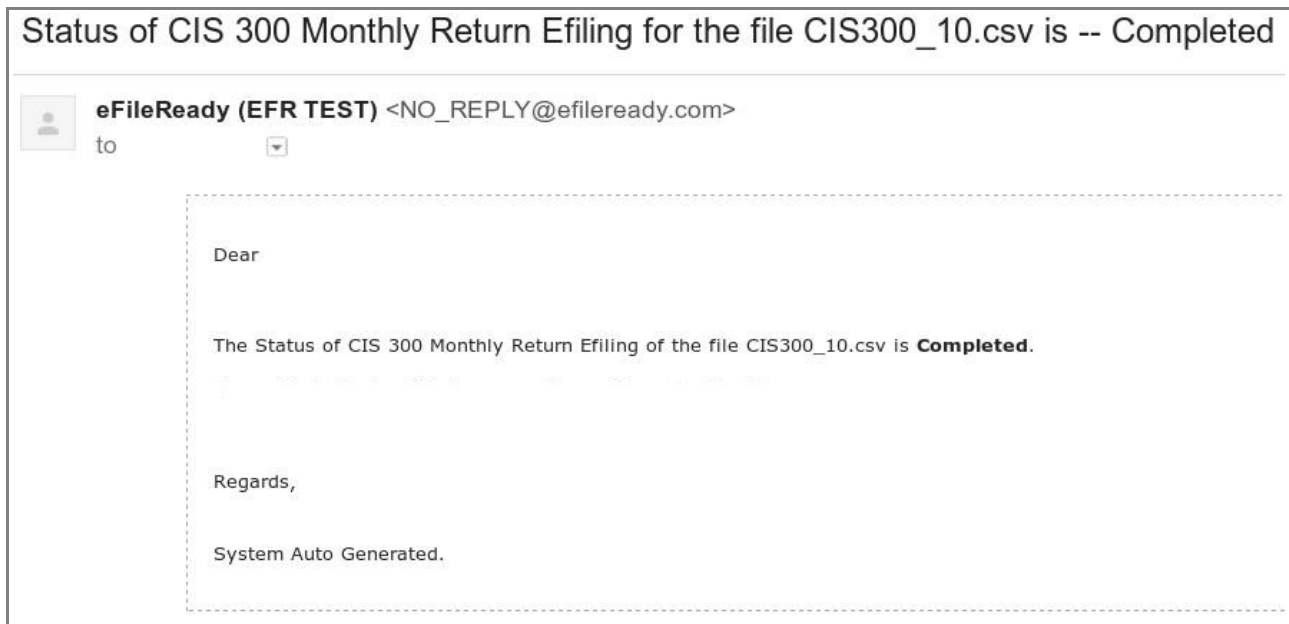 Status of CIS 300 Monthly Return Efiling for the file CIS300_10.csv is -- Completed
eFileReady (EFR TEST) <NO_REPLY@efileready.com>
to
Dear
The Status of CIS 300 Monthly Return Efiling of the file CIS300_10.csv is Completed.
Regards,
System Auto Generated.